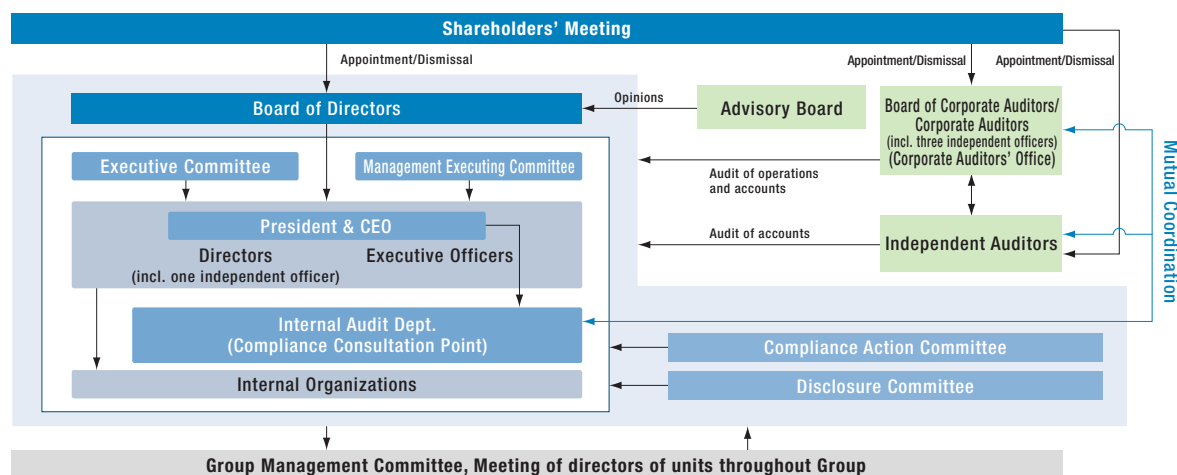 Shareholders' Meeting
Appointment/Dismissal
Appointment/Dismissal
Appointment/Dismissal
Board of Directors
Opinions
Advisory Board
Board of Corporate Auditors/
Corporate Auditors
(incl. three independent officers)
(Corporate Auditors' Office)
Executive Committee
Management Executing Committee
Audit of operations
and accounts
Mutual Coordination
President & CEO
Directors
(incl. one independent officer)
Executive Officers
Audit of accounts
Independent Auditors
Internal Audit Dept.
(Compliance Consultation Point)
Compliance Action Committee
Internal Organizations
Disclosure Committee
Group Management Committee, Meeting of directors of units throughout Group